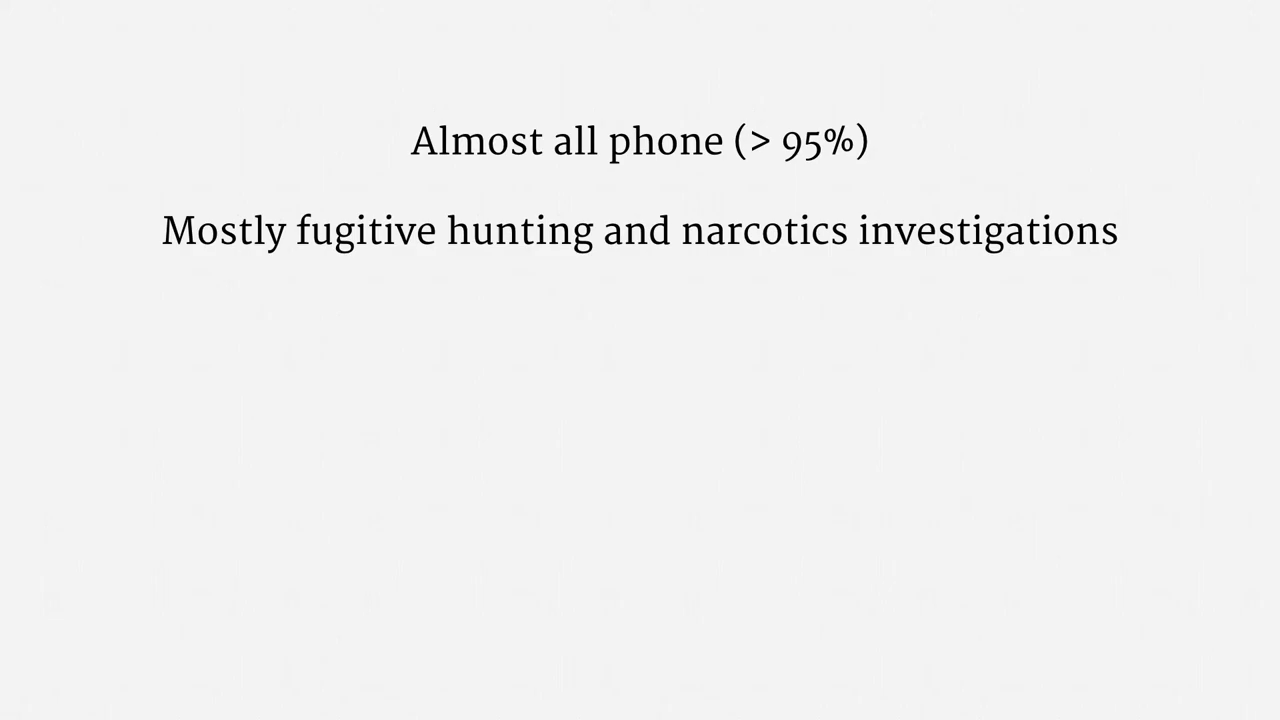 Almost all phone (> 95%)
Mostly fugitive hunting and narcotics investigations